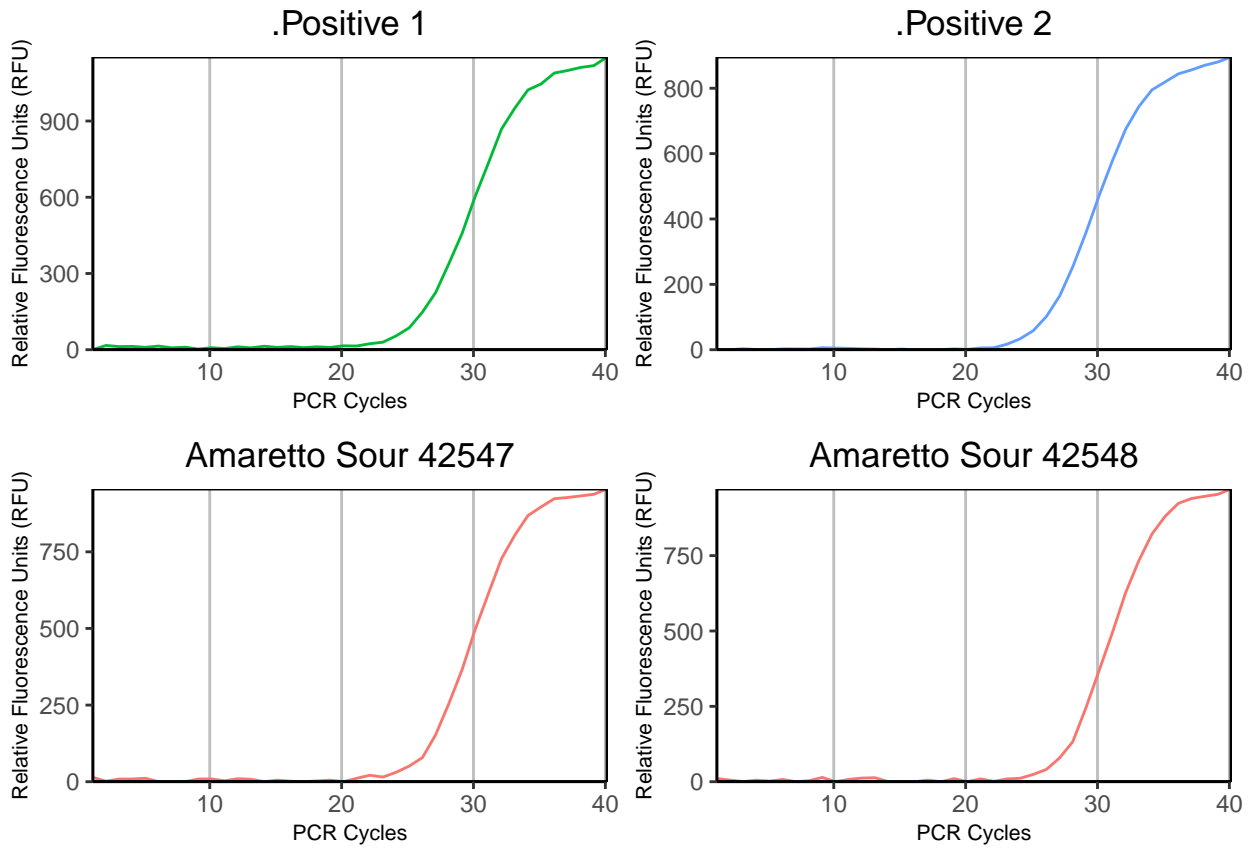 .Positive 1
Relative Fluorescence Units (RFU)
900
600
300
0
10
20
30
40
PCR Cycles
.Positive 2
Relative Fluorescence Units (RFU)
800
600
400
200
0
10
20
30
40
PCR Cycles
Amaretto Sour 42547
Relative Fluorescence Units (RFU)
750
500
250
0
10
20
30
40
PCR Cycles
Amaretto Sour 42548
Relative Fluorescence Units (RFU)
750
500
250
0
10
20
30
40
PCR Cycles